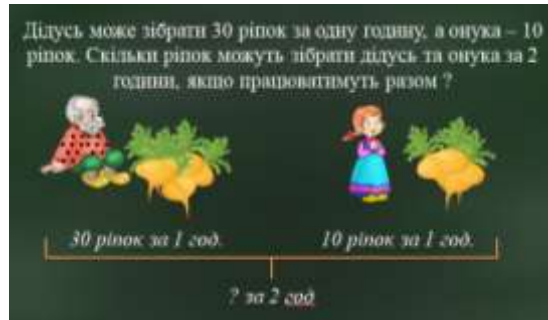 Дідусь може зібрати 30 ріпок за одну годину, а онука – 10
ріпок. Скільки ріпок можуть зібрати дідусь та онука за 2
години, якщо працюватимуть разом ?
30 ріпок за 1 год.
10 ріпок за 1 год.
? за 2 год